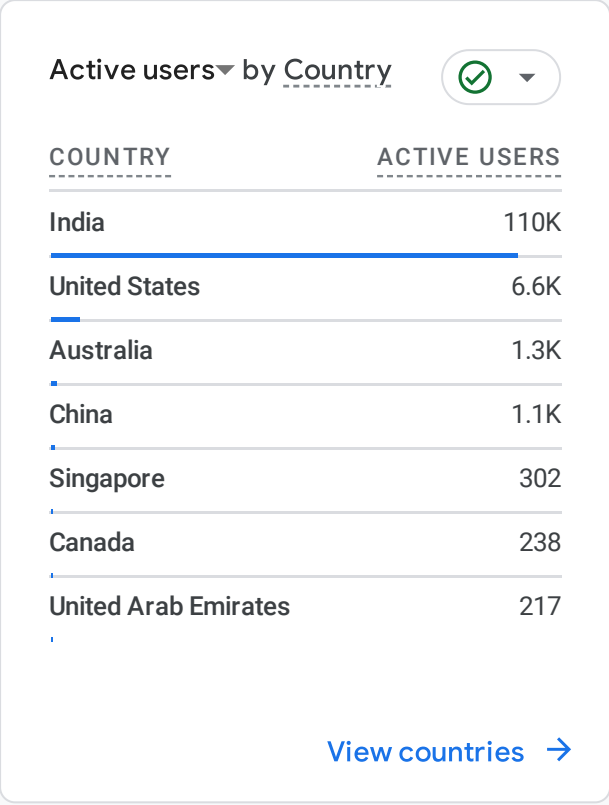 Active users by Country
COUNTRY ACTIVE USERS
India 110K
United States 6.6K
Australia 1.3K
China 1.1K
Singapore 302
Canada 238
United Arab Emirates 217
View countries